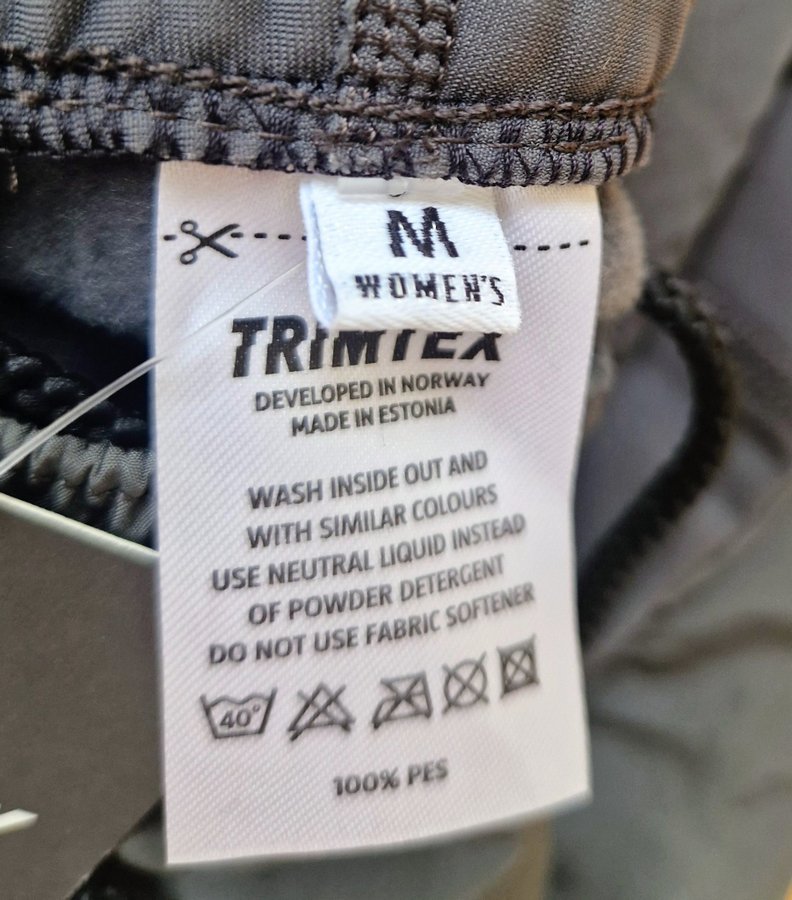 M
WOMEN'S
TRIMTEX
DEVELOPED IN NORWAY
MADE IN ESTONIA
WASH INSIDE OUT AND
WITH SIMILAR COLOURS
USE NEUTRAL LIQUID INSTEAD
OF POWDER DETERGENT
DO NOT USE FABRIC SOFTENER
40°
100% PES